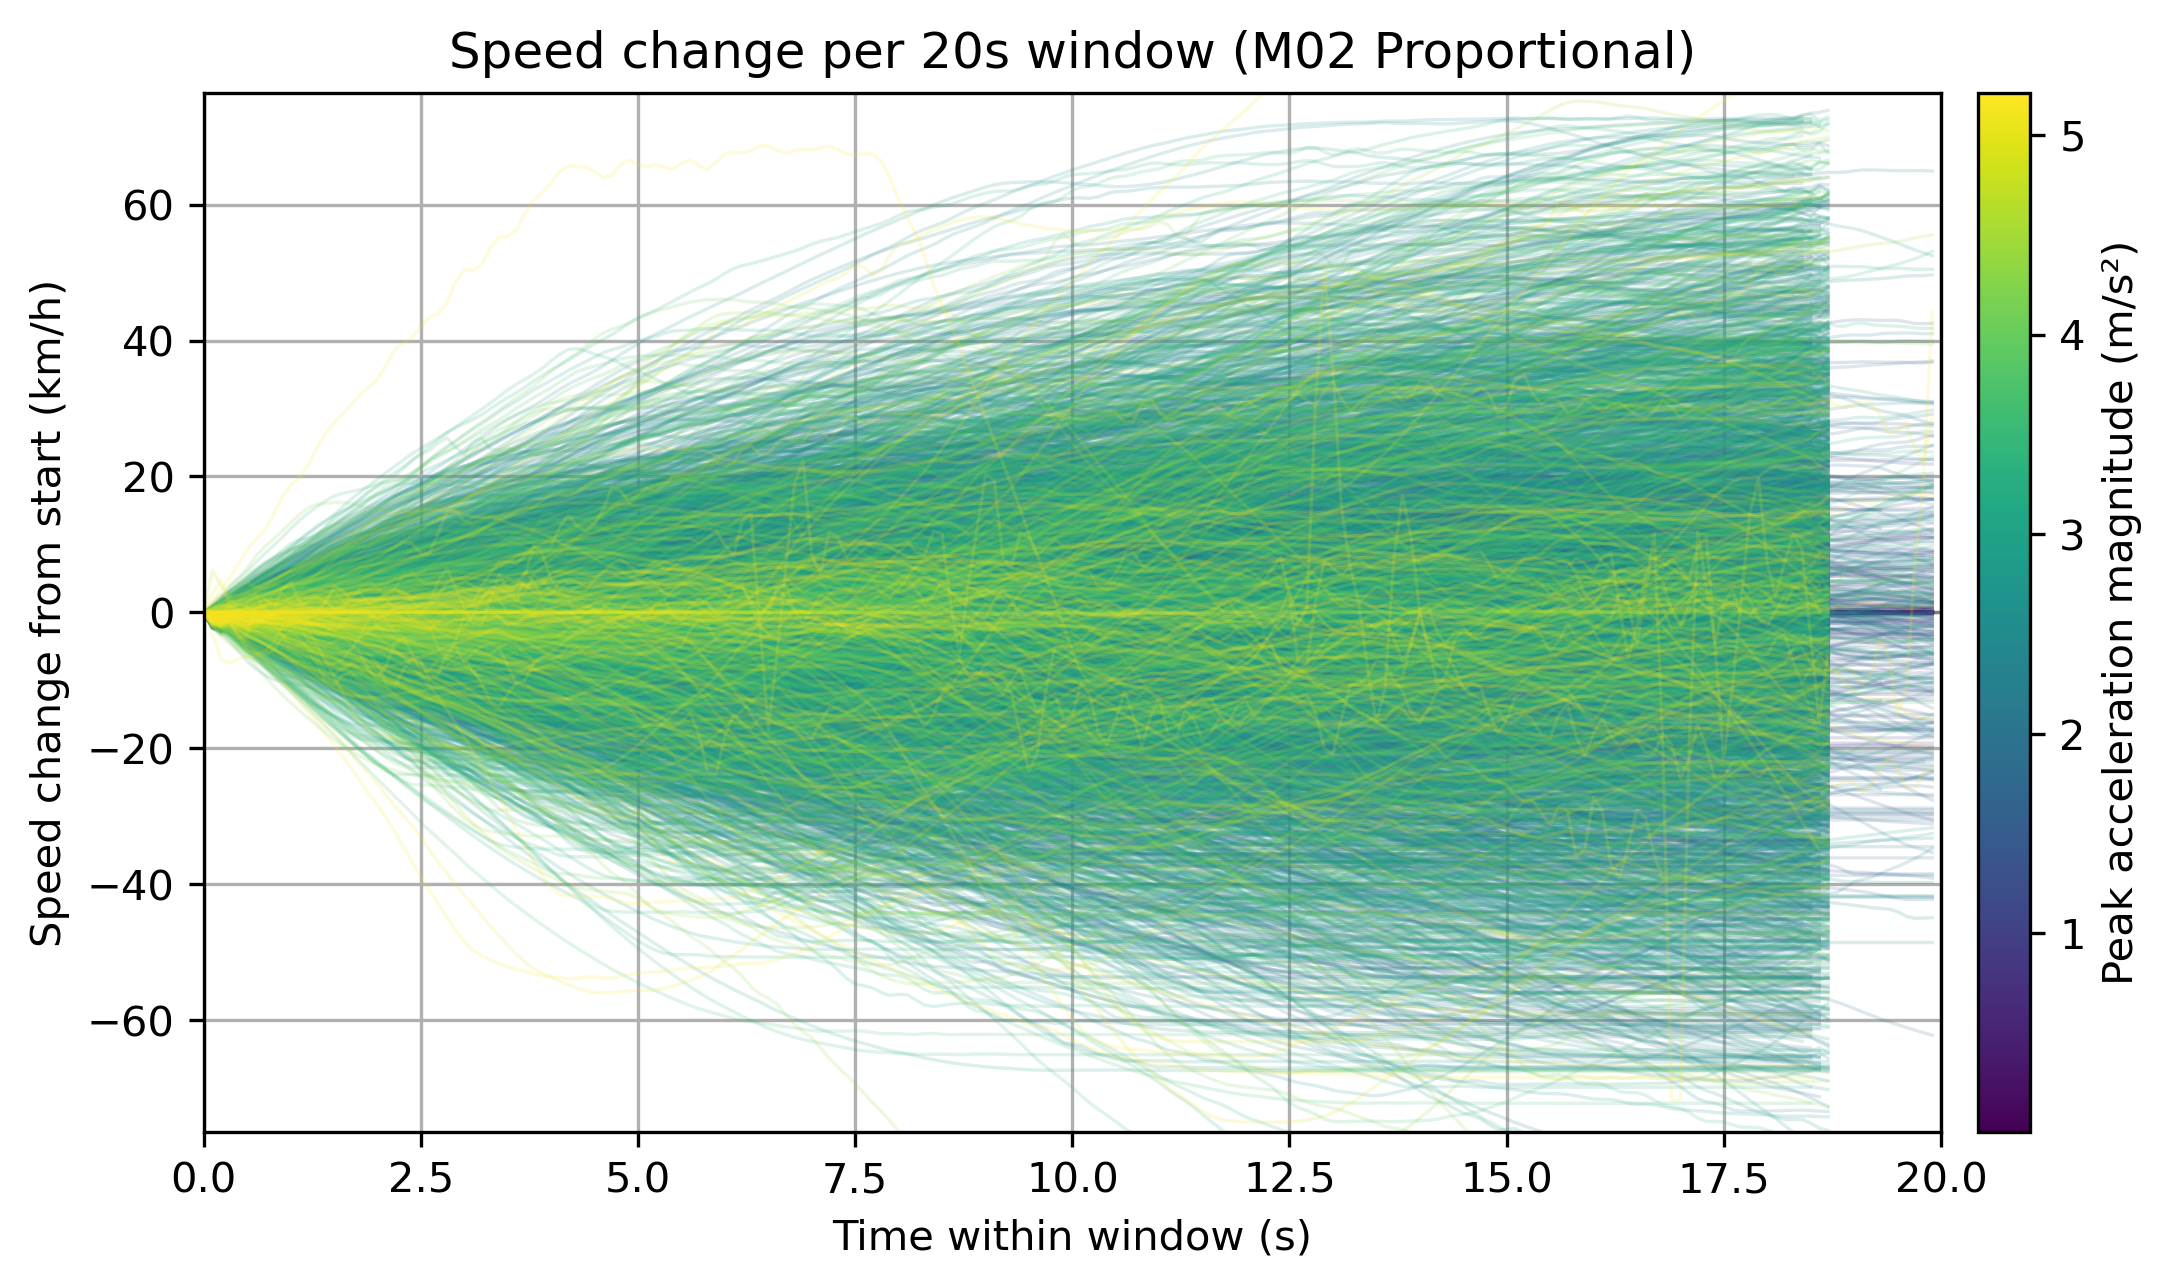 Speed change per 20s window (M02 Proportional)
Speed change from start (km/h)
60
40
20
0
−20
−40
−60
0.0 2.5 5.0 7.5 10.0 12.5 15.0 17.5 20.0
Time within window (s)
5
4
3
2
1
Peak acceleration magnitude (m/s²)